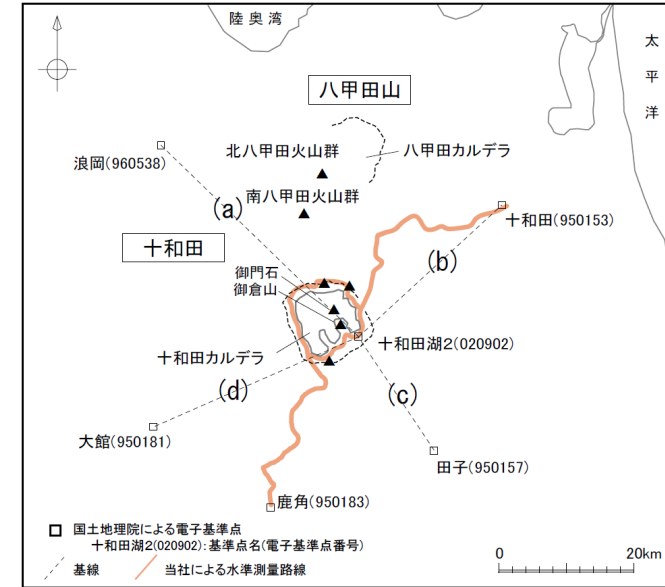 陸奥湾
太平洋
八甲田山
北八甲田火山群
八甲田カルデラ
浪岡(960538)
南八甲田火山群
(a)
十和田(950153)
十和田
(b)
御門石
御倉山
十和田湖2(020902)
十和田カルデラ
(d)
(c)
大館(950181)
田子(950157)
鹿角(950183)
国土地理院による電子基準点
十和田湖2(020902):基準点名(電子基準点番号)
基線
当社による水準測量路線
0 20km